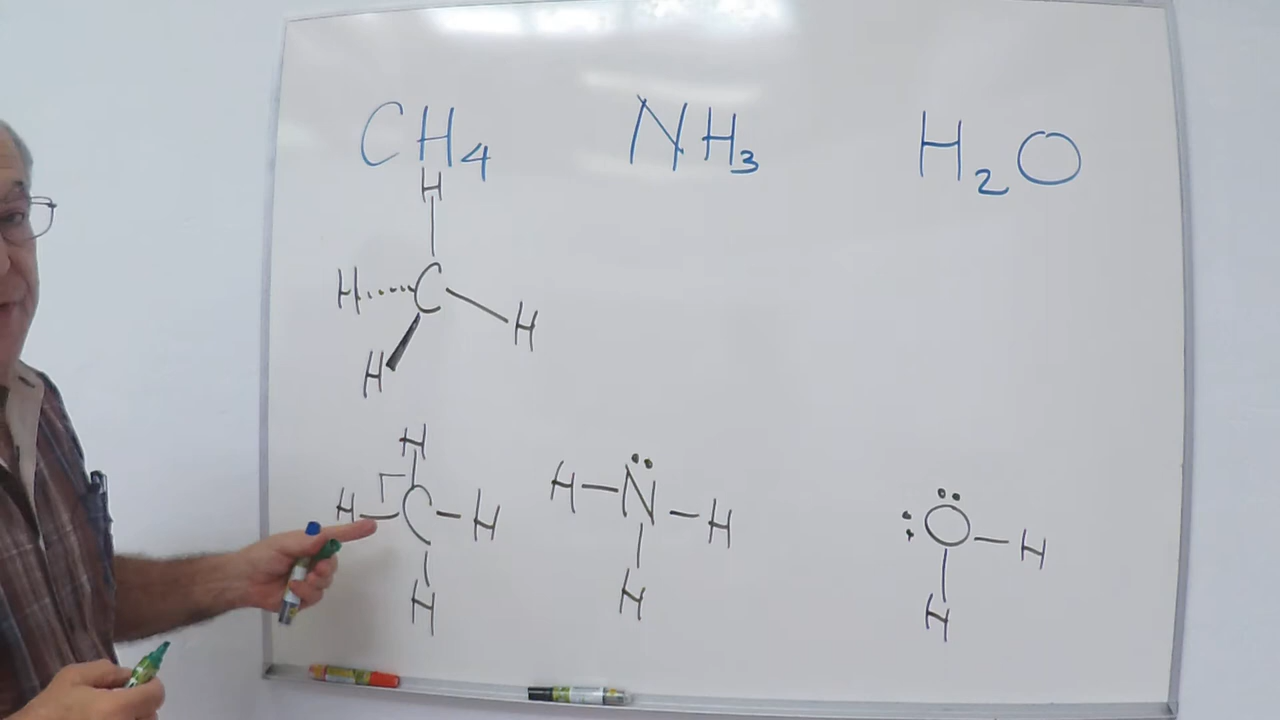 CH₄ NH₃ H₂O
H
H C H
H
H H N H
H C H H O H
H H H